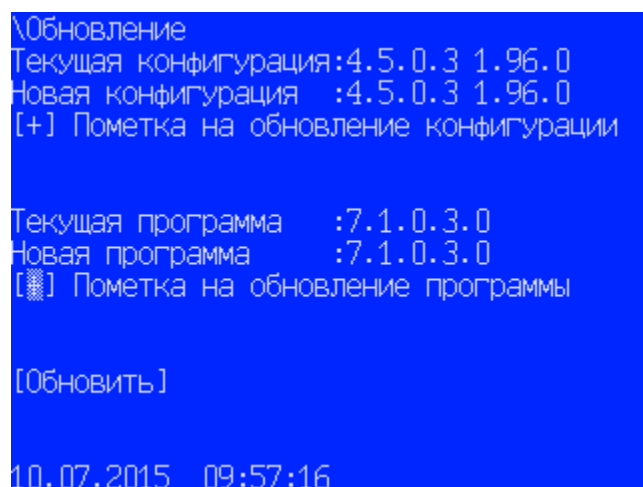 \Обновление
Текущая конфигурация:4.5.0.3 1.96.0
Новая конфигурация  :4.5.0.3 1.96.0
[+] Пометка на обновление конфигурации
Текущая программа   :7.1.0.3.0
Новая программа     :7.1.0.3.0
[+] Пометка на обновление программы
[Обновить]
10.07.2015  09:57:16